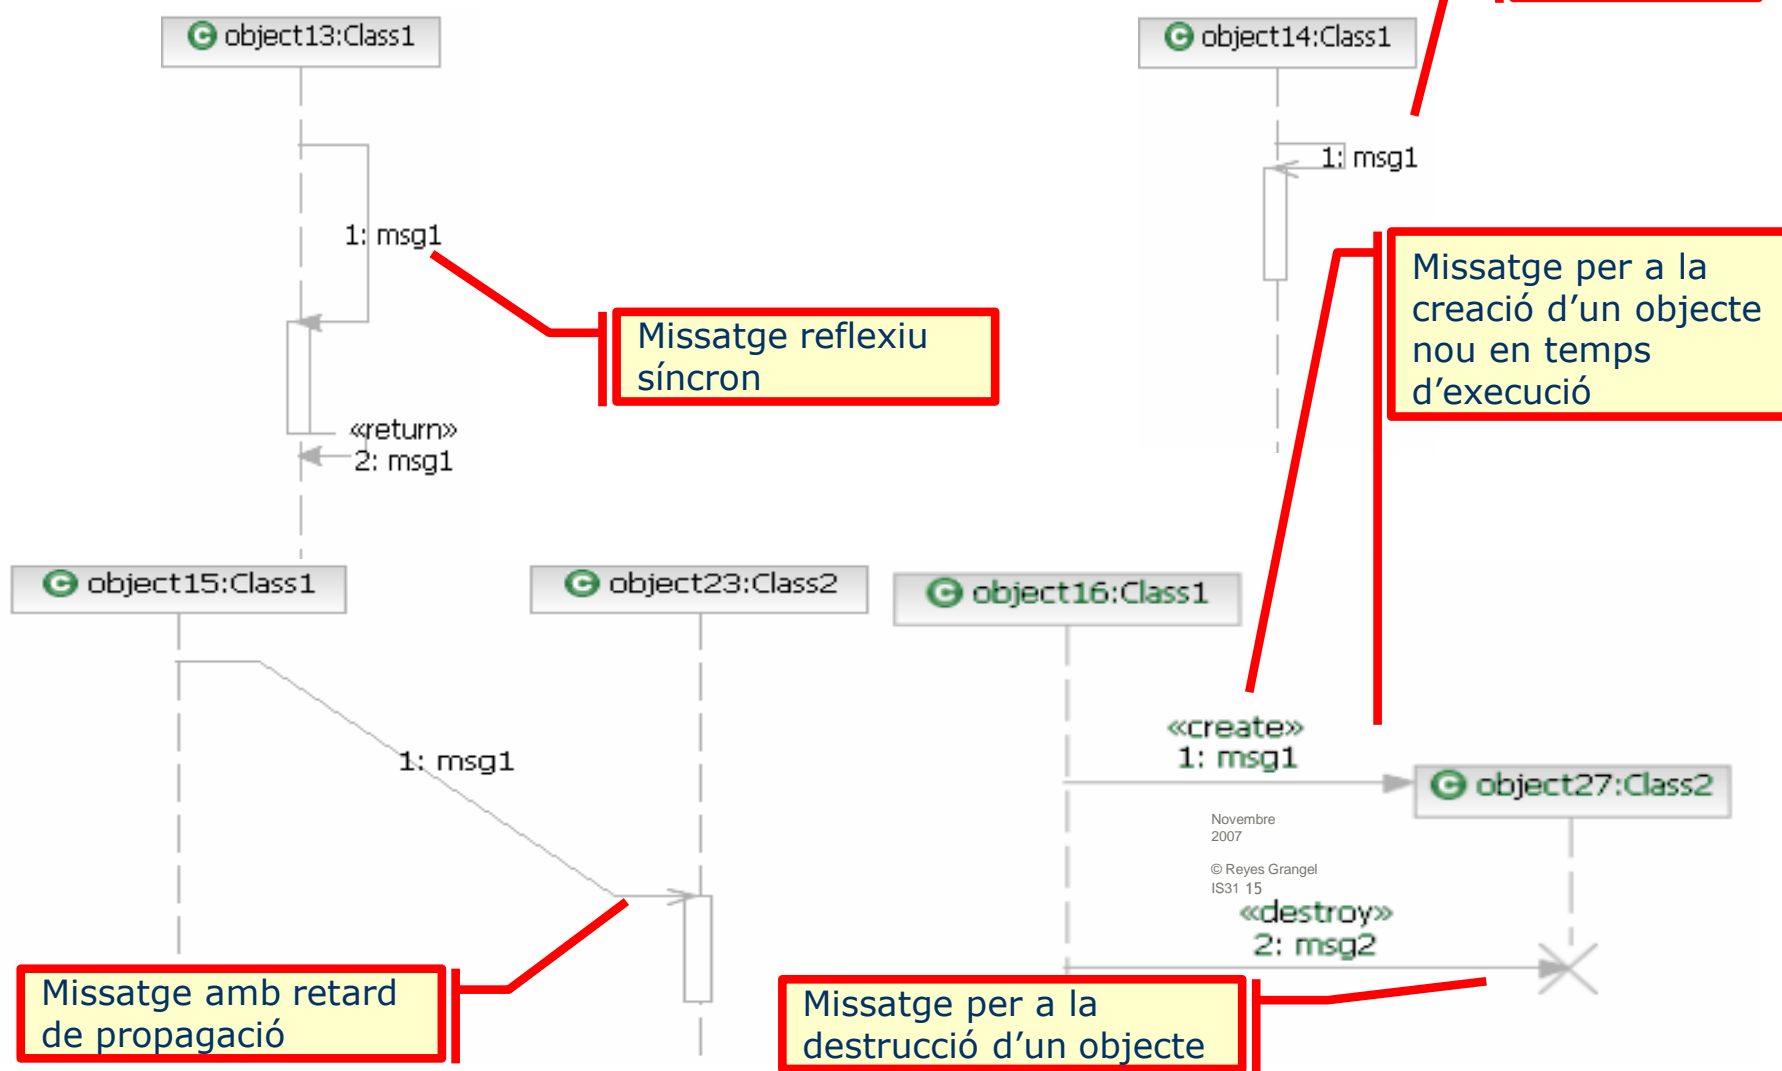 object13:Class1
object14:Class1
1: msg1
1: msg1
Missatge per a la
creació d'un objecte
nou en temps
d'execució
Missatge reflexiu
síncron
«return»
2: msg1
object15:Class1
object23:Class2
object16:Class1
«create»
1: msg1
1: msg1
object27:Class2
Novembre
2007
© Reyes Grangel
IS31 15
«destroy»
2: msg2
Missatge amb retard
de propagació
Missatge per a la
destrucció d'un objecte